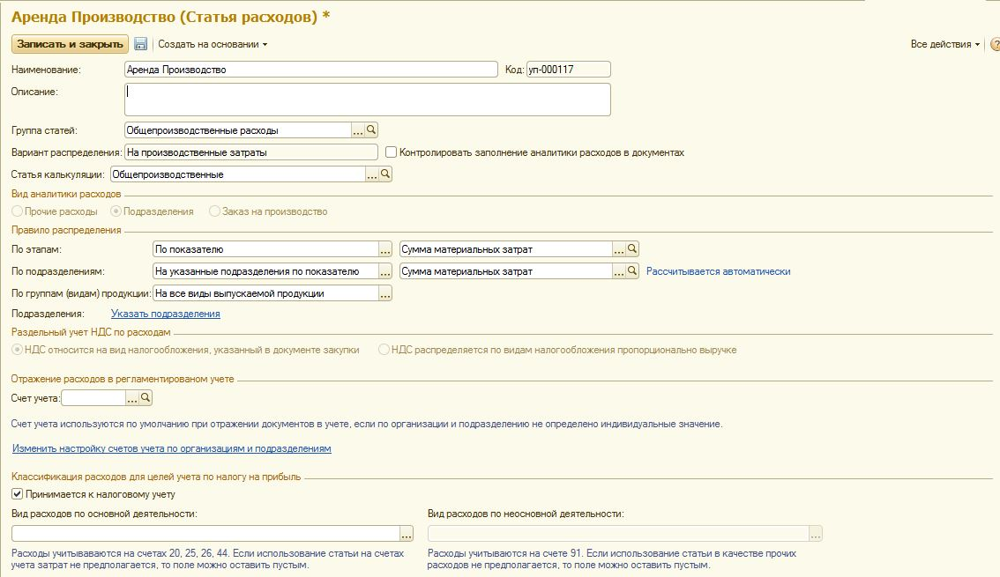 Аренда Производство (Статья расходов) *
Записать и закрыть Создать на основании Все действия ?
Наименование: Аренда Производство Код: уп-000117
Описание:
Группа статей: Общепроизводственные расходы ...
Вариант распределения: На производственные затраты Контролировать заполнение аналитики расходов в документах
Статья калькуляции: Общепроизводственные ...
Вид аналитики расходов
Прочие расходы Подразделения Заказ на производство
Правило распределения
По этапам: По показателю ... Сумма материальных затрат ...
По подразделениям: На указанные подразделения по показателю ... Сумма материальных затрат ... Рассчитывается автоматически
По группам (видам) продукции: На все виды выпускаемой продукции ...
Подразделения: Указать подразделения
Раздельный учет НДС по расходам
НДС относится на вид налогообложения, указанный в документе закупки НДС распределяется по видам налогообложения пропорционально выручке
Отражение расходов в регламентированом учете
Счет учета: ...
Счет учета используются по умолчанию при отражении документов в учете, если по организации и подразделению не определено индивидуальные значение.
Изменить настройку счетов учета по организациям и подразделениям
Классификация расходов для целей учета по налогу на прибыль
Принимается к налоговому учету
Вид расходов по основной деятельности: Вид расходов по неосновной деятельности:
... ...
Расходы учитываваются на счетах 20, 25, 26, 44. Если использование статьи на счетах Расходы учитываются на счете 91. Если использование статьи в качестве прочих
учета затрат не предполагается, то поле можно оставить пустым. расходов не предполагается, то поле можно оставить пустым.